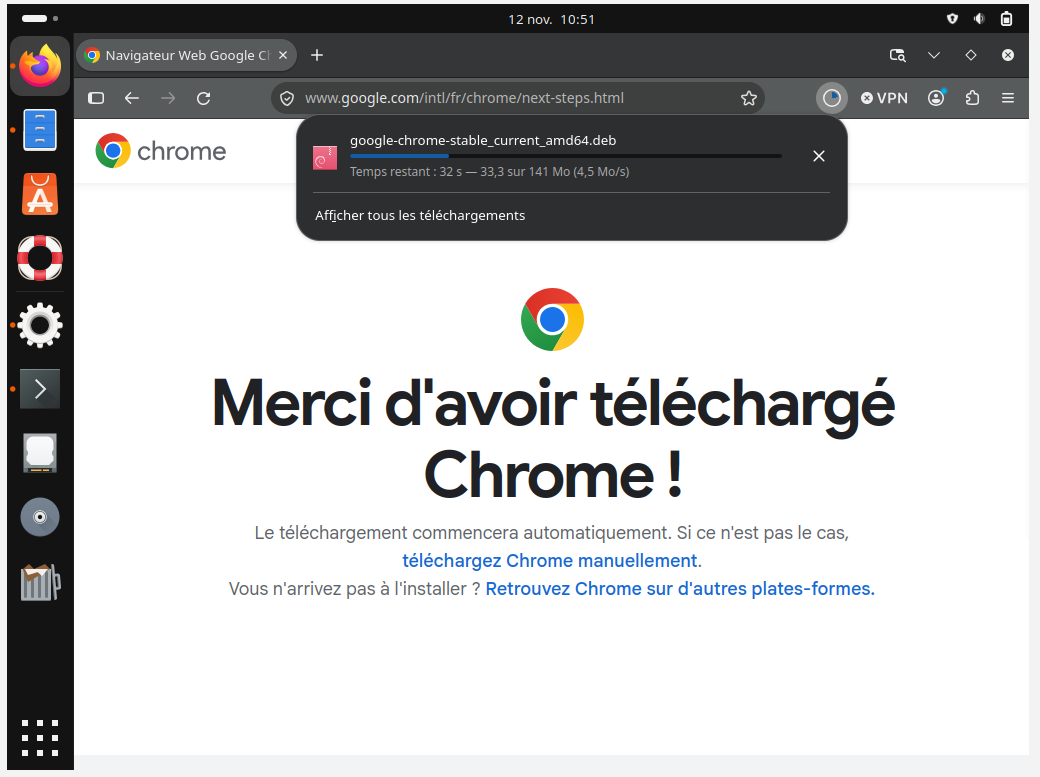 12 nov. 10:51
Navigateur Web Google Ch
www.google.com/intl/fr/chrome/next-steps.html
VPN
chrome
google-chrome-stable_current_amd64.deb
Temps restant : 32 s — 33,3 sur 141 Mo (4,5 Mo/s)
Afficher tous les téléchargements
Merci d'avoir téléchargé
Chrome !
Le téléchargement commencera automatiquement. Si ce n'est pas le cas,
téléchargez Chrome manuellement.
Vous n'arrivez pas à l'installer ? Retrouvez Chrome sur d'autres plates-formes.